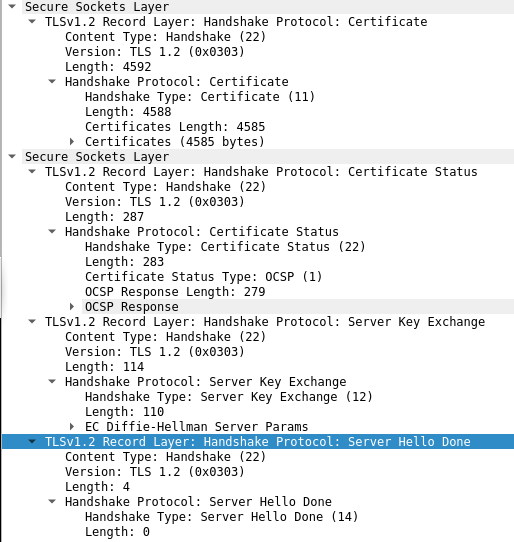 Secure Sockets Layer
TLSv1.2 Record Layer: Handshake Protocol: Certificate
Content Type: Handshake (22)
Version: TLS 1.2 (0x0303)
Length: 4592
Handshake Protocol: Certificate
Handshake Type: Certificate (11)
Length: 4588
Certificates Length: 4585
Certificates (4585 bytes)
Secure Sockets Layer
TLSv1.2 Record Layer: Handshake Protocol: Certificate Status
Content Type: Handshake (22)
Version: TLS 1.2 (0x0303)
Length: 287
Handshake Protocol: Certificate Status
Handshake Type: Certificate Status (22)
Length: 283
Certificate Status Type: OCSP (1)
OCSP Response Length: 279
OCSP Response
TLSv1.2 Record Layer: Handshake Protocol: Server Key Exchange
Content Type: Handshake (22)
Version: TLS 1.2 (0x0303)
Length: 114
Handshake Protocol: Server Key Exchange
Handshake Type: Server Key Exchange (12)
Length: 110
EC Diffie-Hellman Server Params
TLSv1.2 Record Layer: Handshake Protocol: Server Hello Done
Content Type: Handshake (22)
Version: TLS 1.2 (0x0303)
Length: 4
Handshake Protocol: Server Hello Done
Handshake Type: Server Hello Done (14)
Length: 0